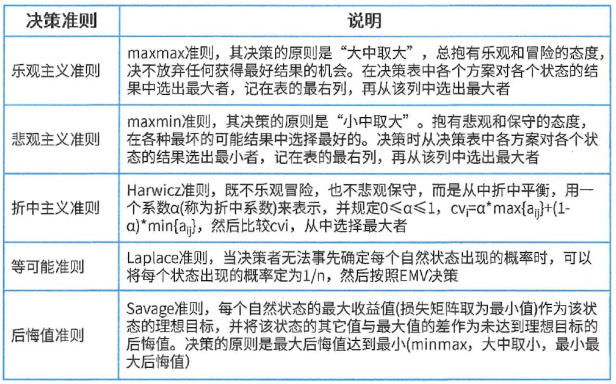 决策准则 说明
乐观主义准则
maxmax准则，其决策的原则是“大中取大”，总抱有乐观和冒险的态度，
决不放弃任何获得最好结果的机会。在决策表中各个方案对各个状态的结
果中选出最大者，记在表的最右列，再从该列中选出最大者
悲观主义准则
maxmin准则，其决策的原则是“小中取大”。抱有悲观和保守的态度，
在各种最坏的可能结果中选择最好的。决策时从决策表中各方案对各个状
态的结果选出最小者，记在表的最右列，再从该列中选出最大者
折中主义准则
Harwicz准则，既不乐观冒险，也不悲观保守，而是从中折中平衡，用一
个系数α(称为折中系数)来表示，并规定0≤α≤1，cvᵢ=α*max{aᵢⱼ}+(1-
α)*min{aᵢⱼ}，然后比较cvi，从中选择最大者
等可能准则
Laplace准则，当决策者无法事先确定每个自然状态出现的概率时，可以
将每个状态出现的概率定为1/n，然后按照EMV决策
后悔值准则
Savage准则，每个自然状态的最大收益值(损失矩阵取为最小值)作为该状
态的理想目标，并将该状态的其它值与最大值的差作为未达到理想目标的
后悔值。决策的原则是最大后悔值达到最小(minmax，大中取小，最小最
大后悔值）